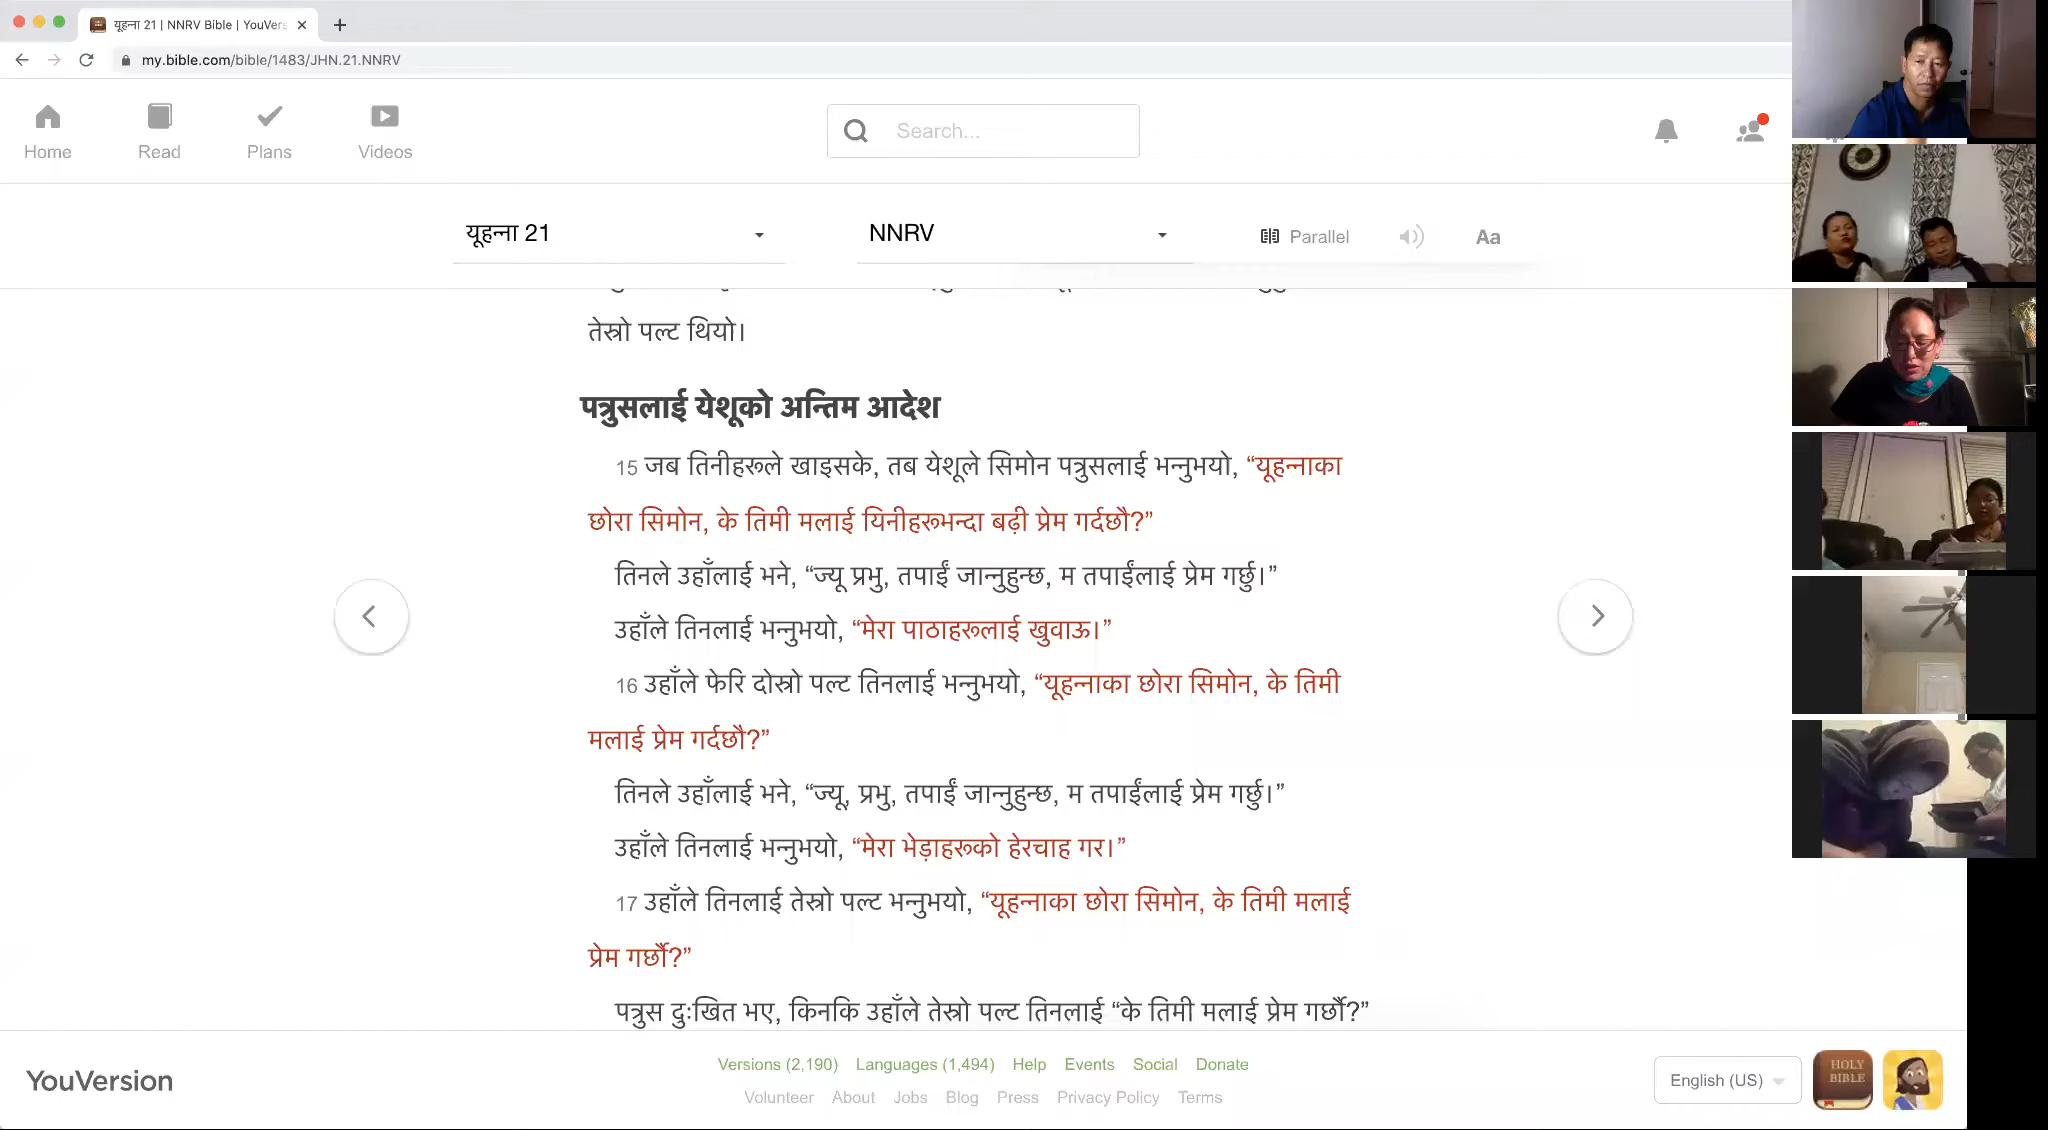 यूहन्ना 21 | NNRV Bible | YouVers
my.bible.com/bible/1483/JHN.21.NNRV
Home Read Plans Videos
Search...
यूहन्ना 21 NNRV Parallel Aa
तेस्रो पल्ट थियो।
पत्रुसलाई येशूको अन्तिम आदेश
15 जब तिनीहरूले खाइसके, तब येशूले सिमोन पत्रुसलाई भन्नुभयो, “यूहन्नाका
छोरा सिमोन, के तिमी मलाई यिनीहरूभन्दा बढ़ी प्रेम गर्दछौ?”
तिनले उहाँलाई भने, “ज्यू प्रभु, तपाईं जान्नुहुन्छ, म तपाईंलाई प्रेम गर्छु।”
उहाँले तिनलाई भन्नुभयो, “मेरा पाठाहरूलाई खुवाऊ।”
16 उहाँले फेरि दोस्रो पल्ट तिनलाई भन्नुभयो, “यूहन्नाका छोरा सिमोन, के तिमी
मलाई प्रेम गर्दछौ?”
तिनले उहाँलाई भने, “ज्यू, प्रभु, तपाईं जान्नुहुन्छ, म तपाईंलाई प्रेम गर्छु।”
उहाँले तिनलाई भन्नुभयो, “मेरा भेड़ाहरूको हेरचाह गर।”
17 उहाँले तिनलाई तेस्रो पल्ट भन्नुभयो, “यूहन्नाका छोरा सिमोन, के तिमी मलाई
प्रेम गर्छौ?”
पत्रुस दुःखित भए, किनकि उहाँले तेस्रो पल्ट तिनलाई “के तिमी मलाई प्रेम गर्छौ?”
Versions (2,190) Languages (1,494) Help Events Social Donate
YouVersion
English (US)
HOLY
BIBLE
Volunteer About Jobs Blog Press Privacy Policy Terms